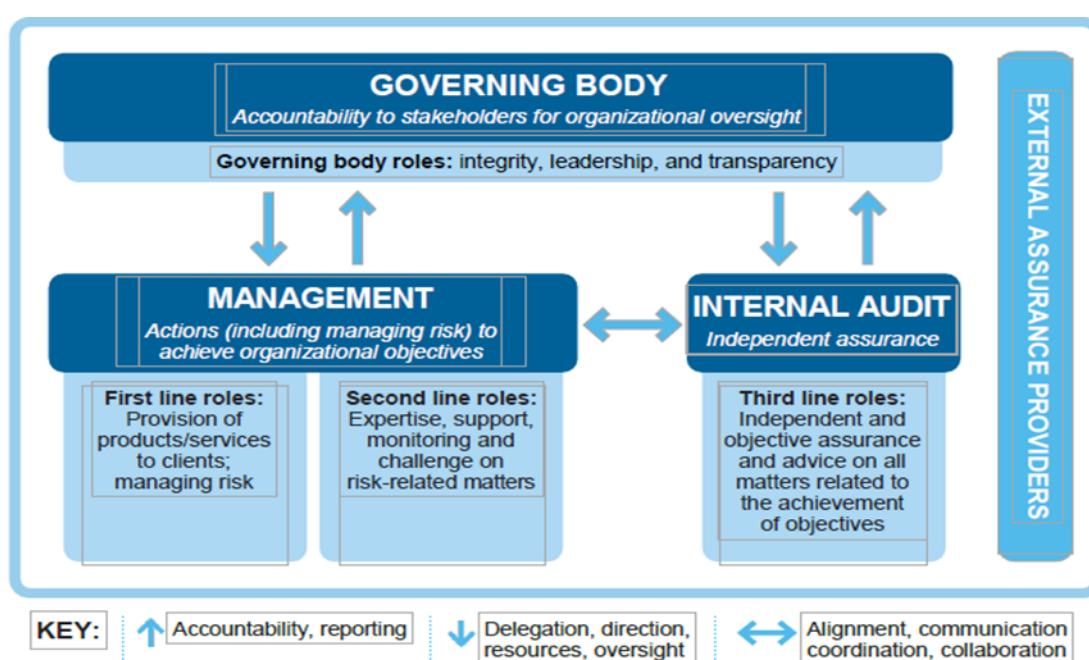 GOVERNING BODY
Accountability to stakeholders for organizational oversight
Governing body roles: integrity, leadership, and transparency
MANAGEMENT
Actions (including managing risk) to
achieve organizational objectives
First line roles:
Provision of
products/services
to clients;
managing risk
Second line roles:
Expertise, support,
monitoring and
challenge on
risk-related matters
INTERNAL AUDIT
Independent assurance
Third line roles:
Independent and
objective assurance
and advice on all
matters related to
the achievement
of objectives
EXTERNAL ASSURANCE PROVIDERS
KEY:
Accountability, reporting
Delegation, direction,
resources, oversight
Alignment, communication
coordination, collaboration